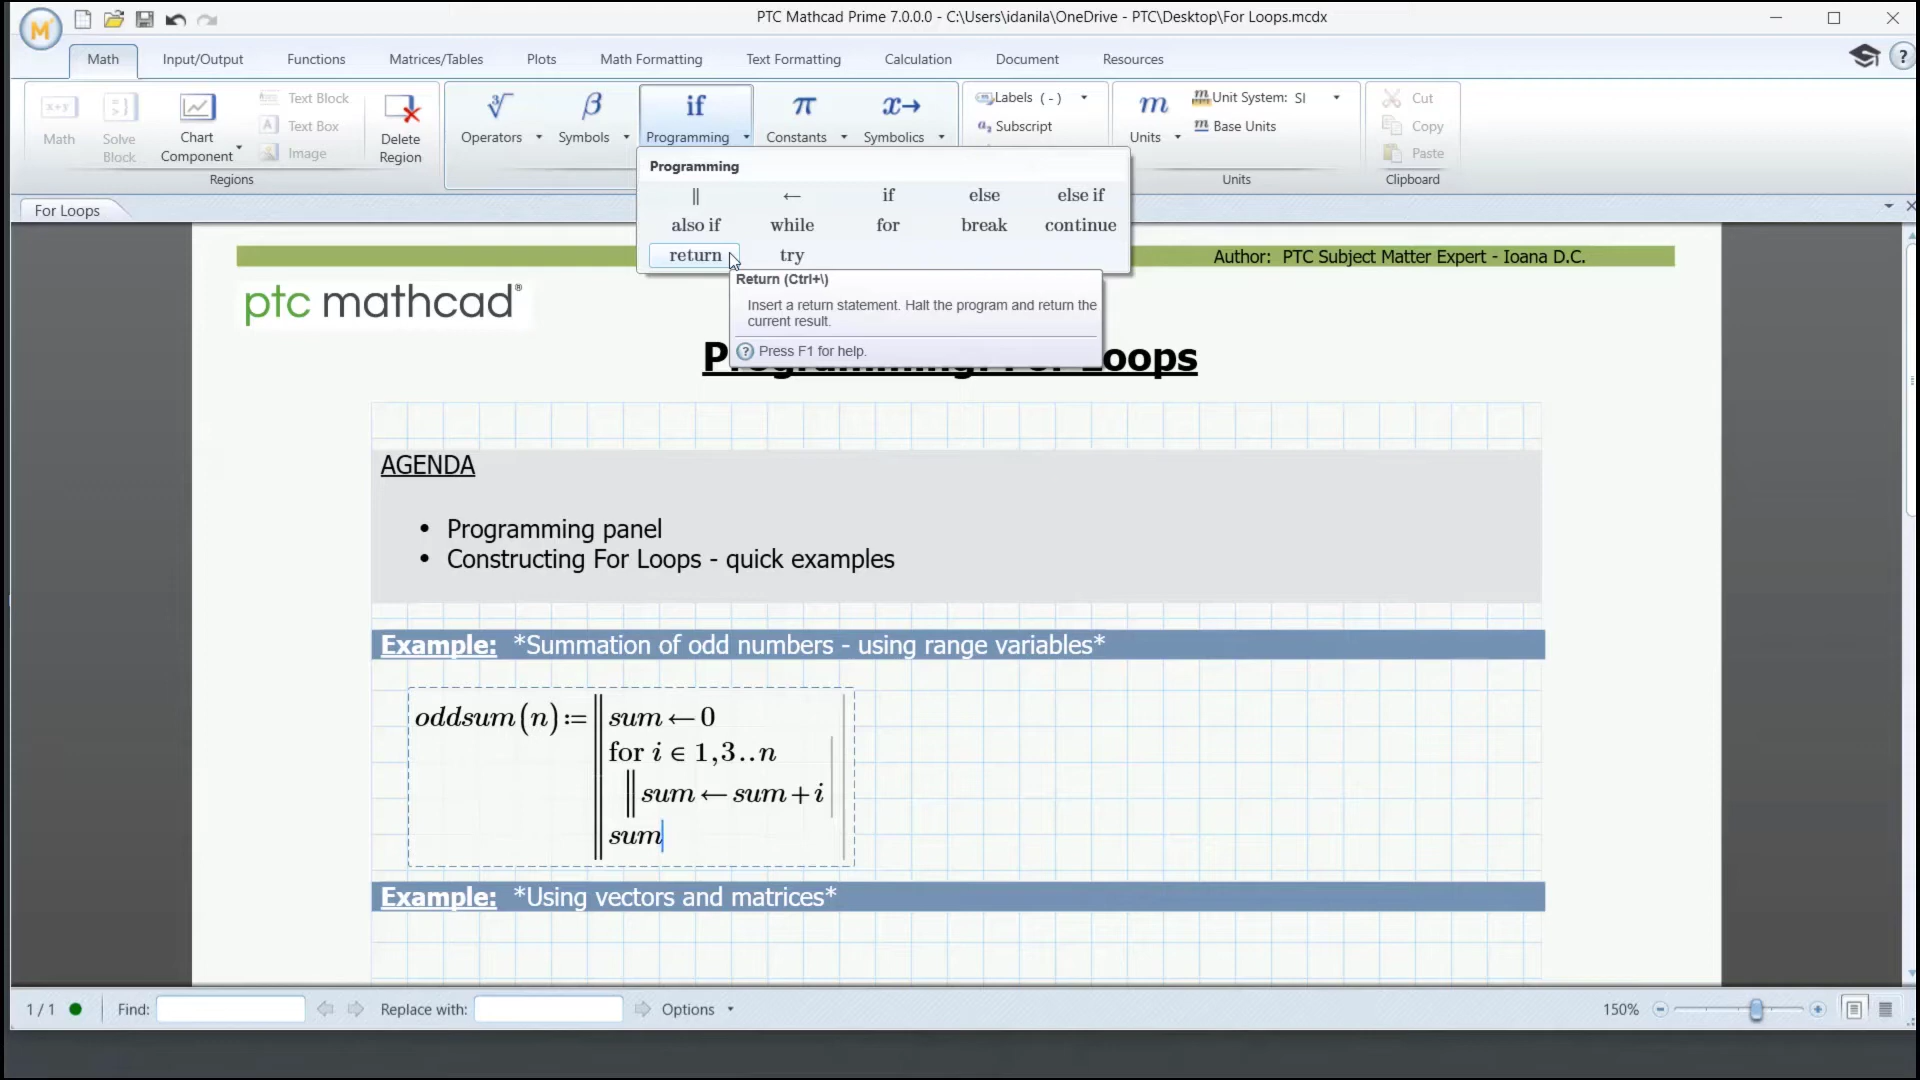 PTC Mathcad Prime 7.0.0.0 - C:\Users\idanila\OneDrive - PTC\Desktop\For Loops.mcdx
Math Input/Output Functions Matrices/Tables Plots Math Formatting Text Formatting Calculation Document Resources
Math
Solve Block
Chart Component
Text Block
Text Box
Image
Delete Region
Regions
Operators
Symbols
if
Programming
Constants
Symbolics
Labels ( - )
Subscript
Units
Unit System: SI
Base Units
Units
Cut
Copy
Paste
Clipboard
For Loops
Programming
‖ ← if else else if
also if while for break continue
return try
Return (Ctrl+\)
Insert a return statement. Halt the program and return the
current result.
Press F1 for help.
Author: PTC Subject Matter Expert - Ioana D.C.
ptc mathcad®
oops
AGENDA
• Programming panel
• Constructing For Loops - quick examples
Example: *Summation of odd numbers - using range variables*
oddsum(n):= ‖ sum ← 0
for i ∈ 1,3..n
‖ sum ← sum + i
sum
Example: *Using vectors and matrices*
1 / 1 Find: Replace with: Options 150%